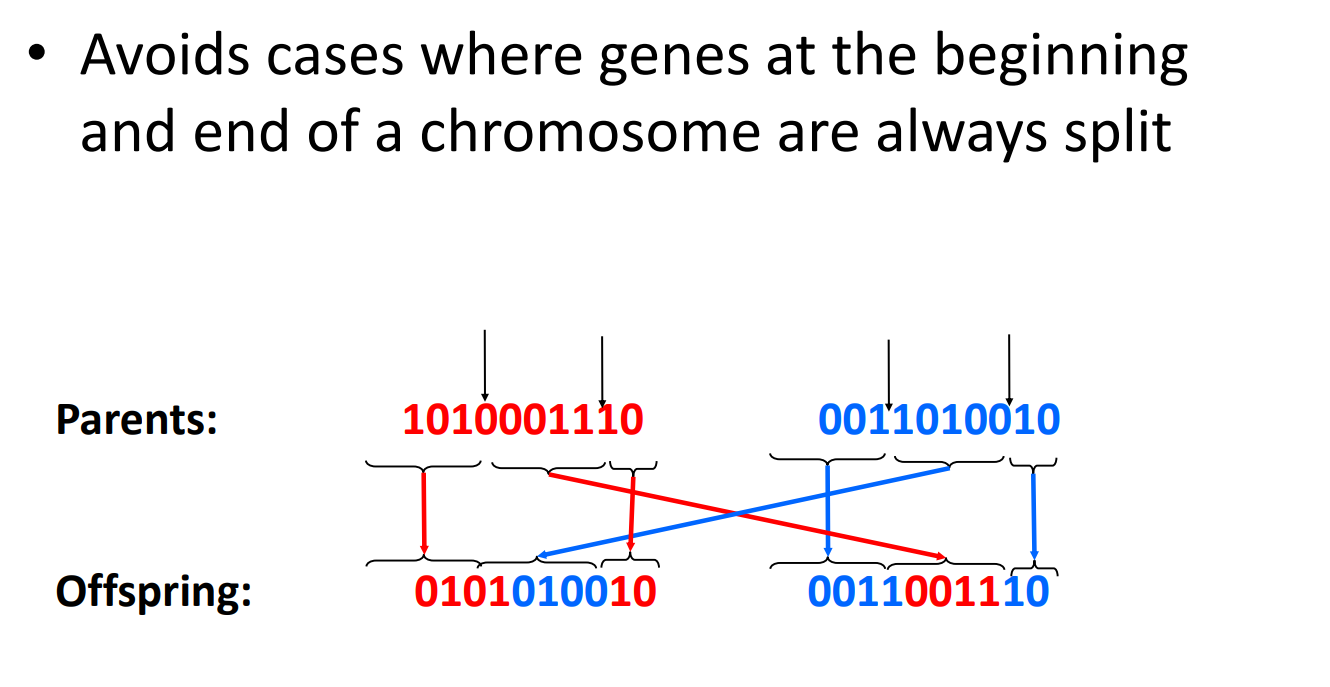 • Avoids cases where genes at the beginning
and end of a chromosome are always split
Parents: 1010001110 0011010010
Offspring: 0101010010 0011001110